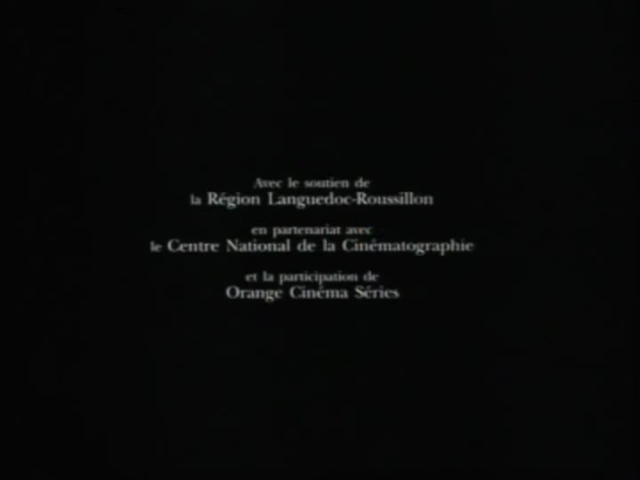 Avec le soutien de
la Région Languedoc-Roussillon
en partenariat avec
le Centre National de la Cinématographie
et la participation de
Orange Cinéma Séries